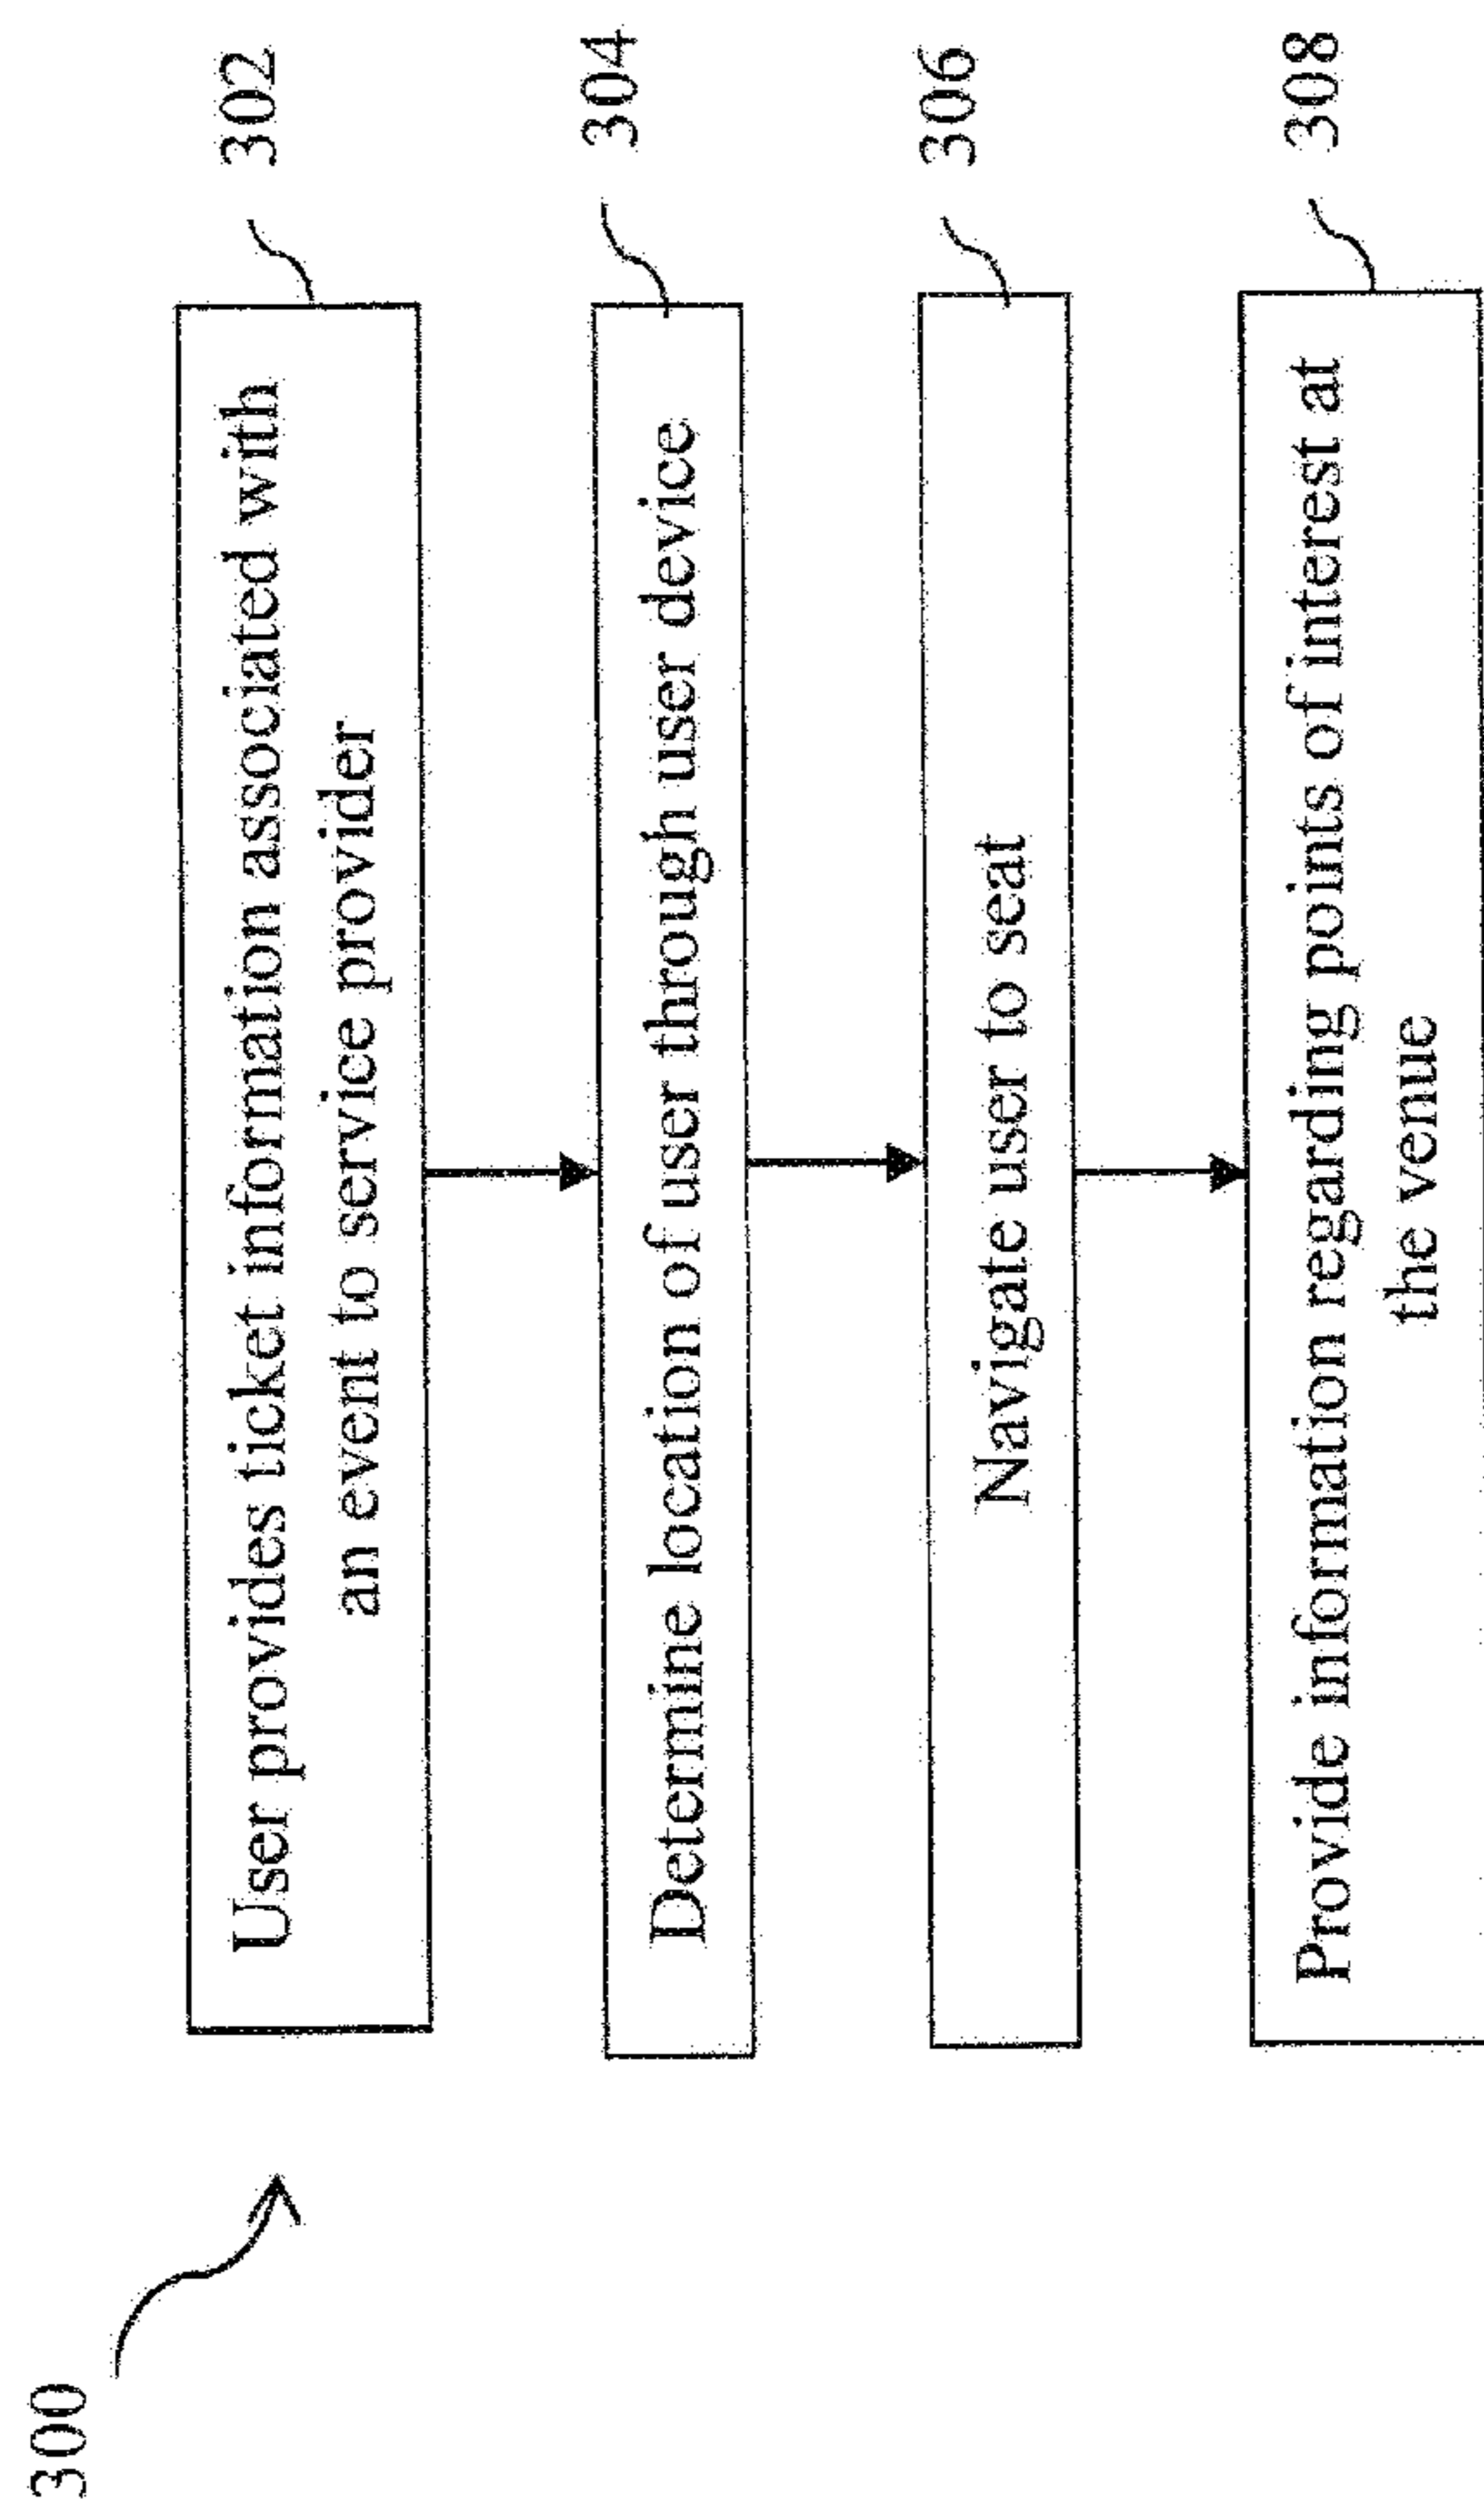 300
User provides ticket information associated with
an event to service provider
302
Determine location of user through user device
304
Navigate user to seat
306
Provide information regarding points of interest at
the venue
308